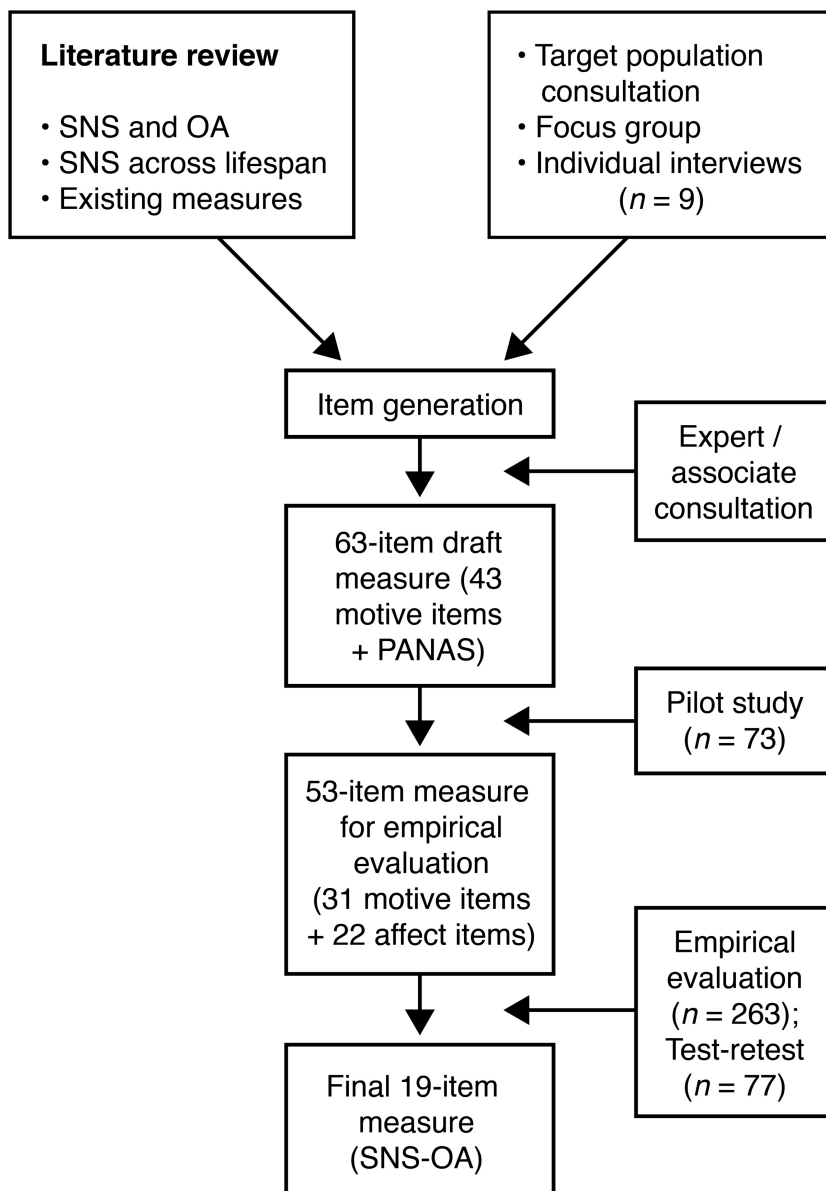 Literature review
• SNS and OA
• SNS across lifespan
• Existing measures
• Target population
consultation
• Focus group
• Individual interviews
(n = 9)
Item generation
Expert /
associate
consultation
63-item draft
measure (43
motive items
+ PANAS)
Pilot study
(n = 73)
53-item measure
for empirical
evaluation
(31 motive items
+ 22 affect items)
Empirical
evaluation
(n = 263);
Test-retest
(n = 77)
Final 19-item
measure
(SNS-OA)